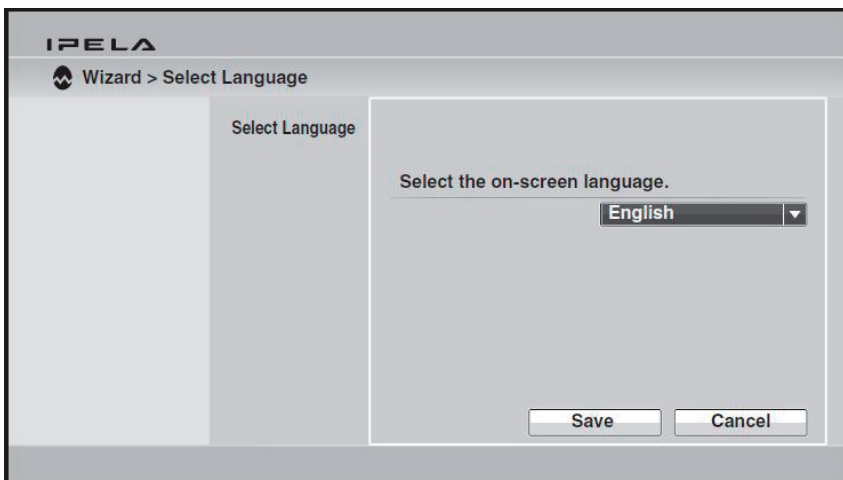 IPELA
Wizard > Select Language
Select Language
Select the on-screen language.
English
Save Cancel